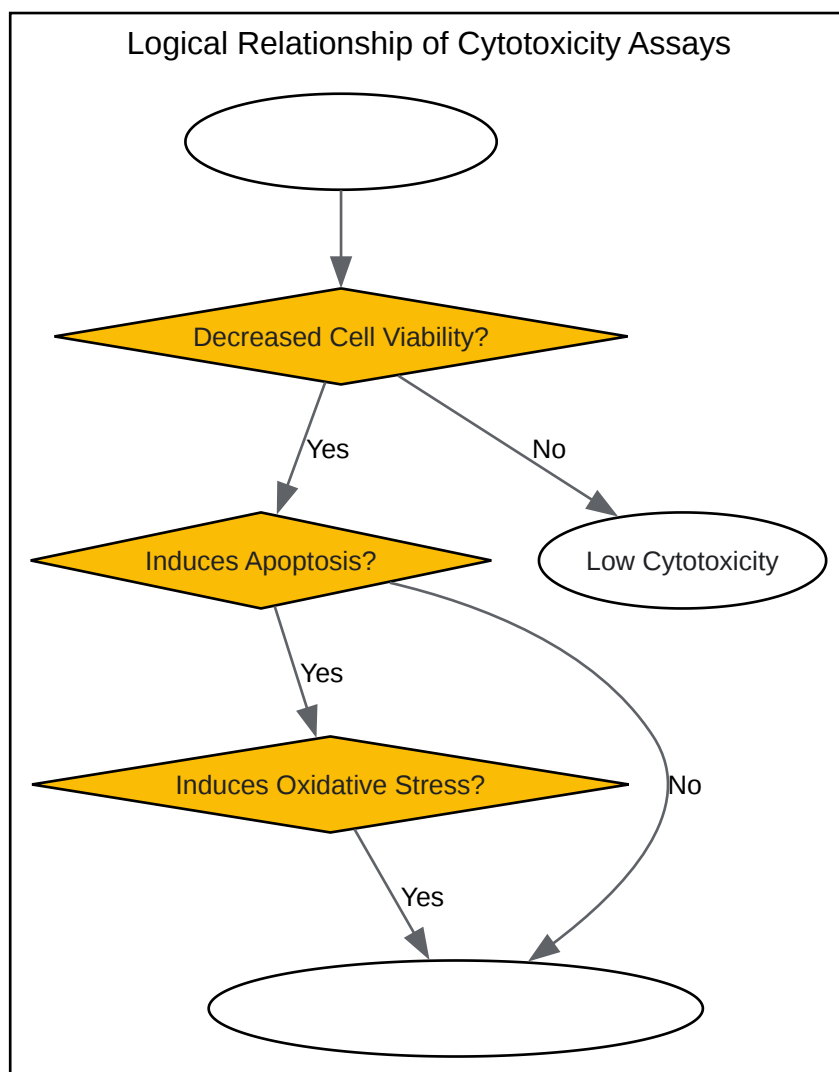 Logical Relationship of Cytotoxicity Assays
Decreased Cell Viability?
Yes
No
Induces Apoptosis?
Low Cytotoxicity
Yes
Induces Oxidative Stress?
No
Yes